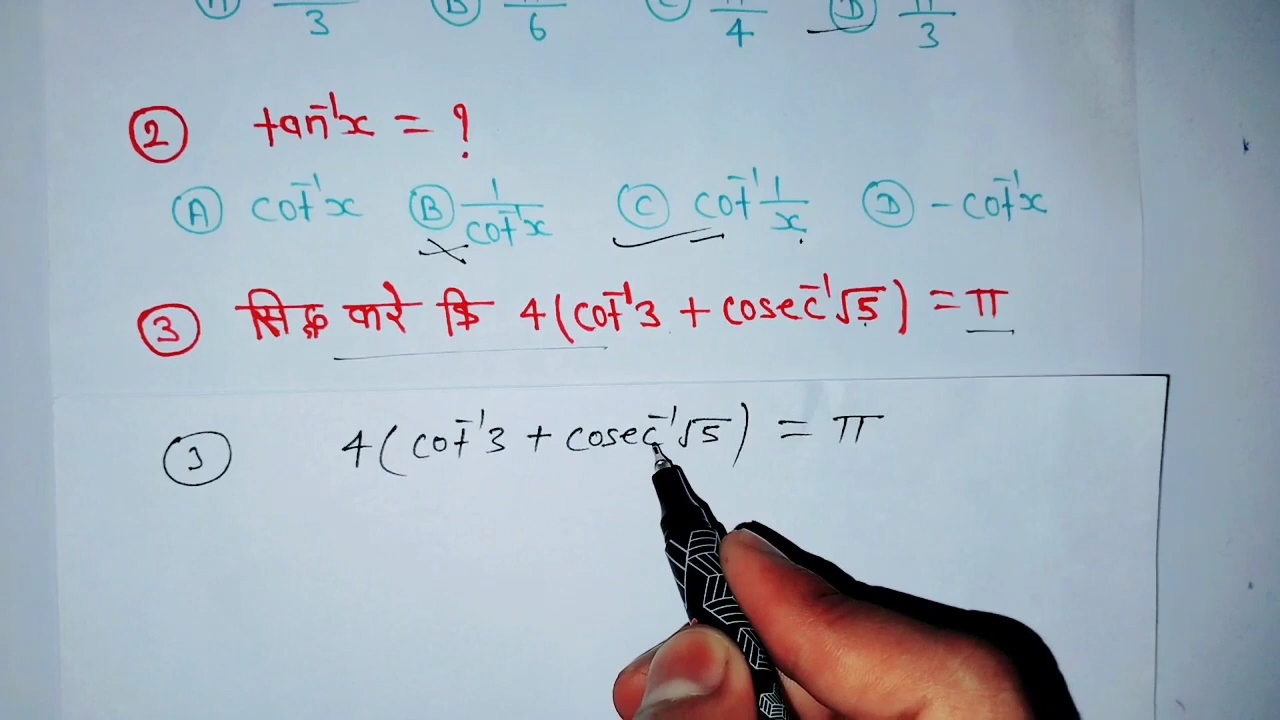 Ⓐ 3 Ⓑ 6 Ⓒ π/4 Ⓓ π/3
② tan⁻¹x = ?
Ⓐ cot⁻¹x Ⓑ 1/cot⁻¹x Ⓒ cot⁻¹ 1/x Ⓓ -cot⁻¹x
③ सिद्ध करे कि 4(cot⁻¹3 + cosec⁻¹√5) = π
③ 4(cot⁻¹3 + cosec⁻¹√5) = π